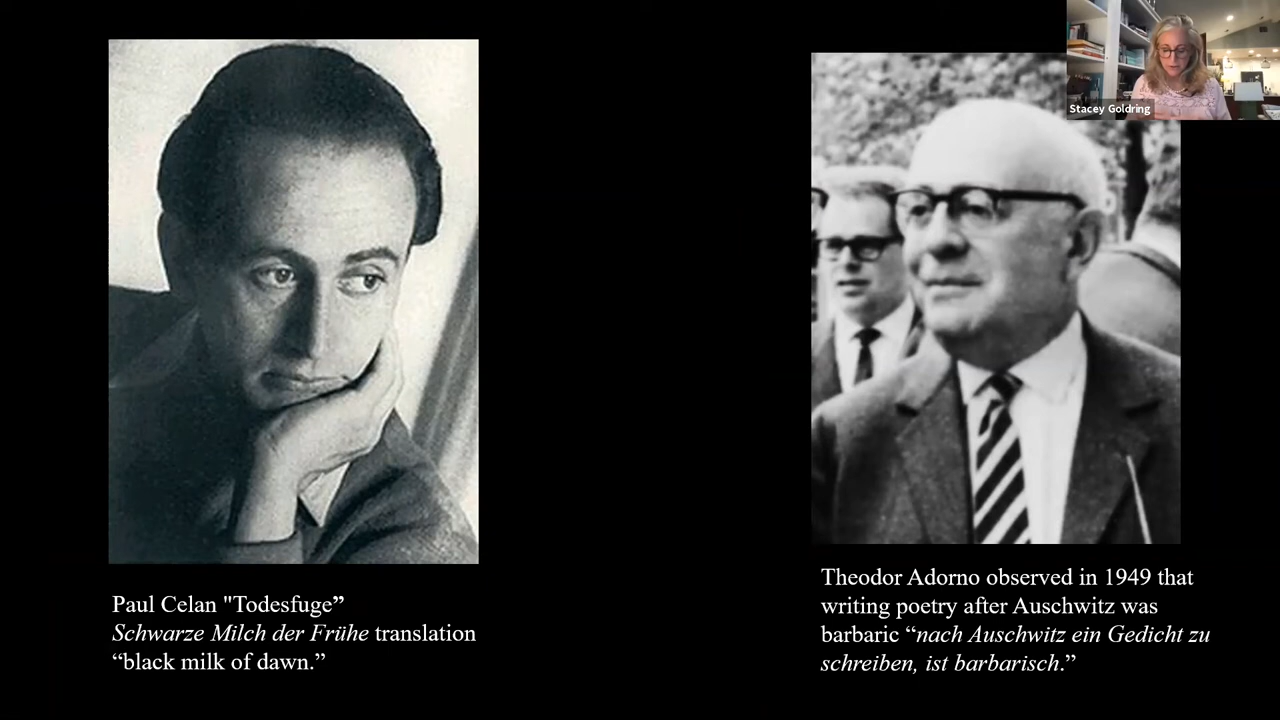 Stacey Goldring
Paul Celan "Todesfuge”
Schwarze Milch der Frühe translation
“black milk of dawn.”
Theodor Adorno observed in 1949 that
writing poetry after Auschwitz was
barbaric “nach Auschwitz ein Gedicht zu
schreiben, ist barbarisch.”